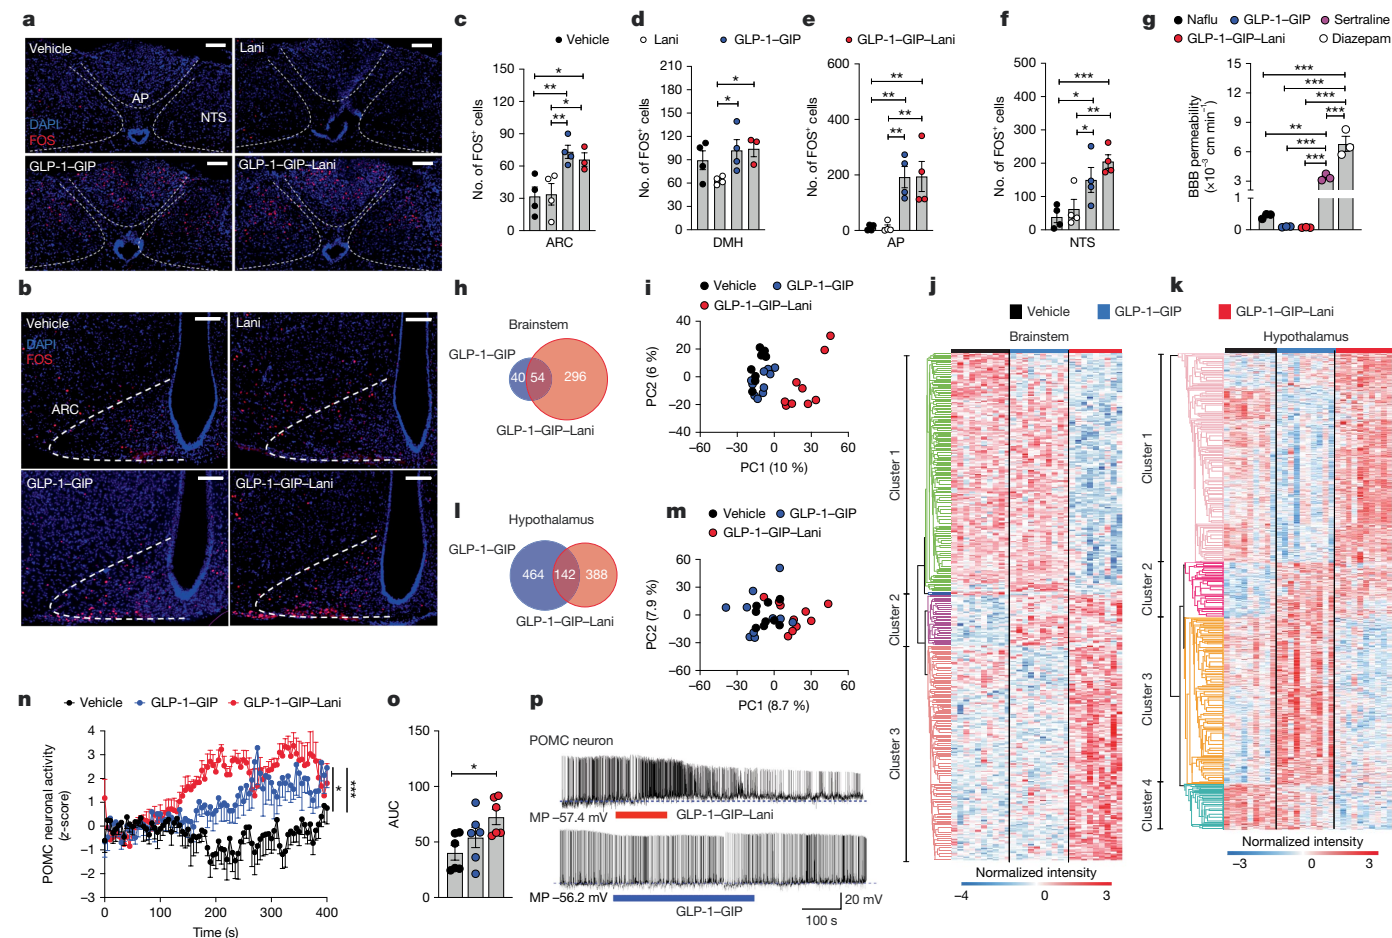 a
Vehicle
Lani
AP
NTS
DAPI
FOS
GLP-1–GIP
GLP-1–GIP–Lani
b
Vehicle
Lani
DAPI
FOS
ARC
GLP-1–GIP
GLP-1–GIP–Lani
c
d
e
f
Vehicle
Lani
GLP-1–GIP
GLP-1–GIP–Lani
No. of FOS⁺ cells
150
120
90
60
30
0
*
**
*
**
ARC
No. of FOS⁺ cells
210
180
150
120
90
60
30
0
*
*
DMH
No. of FOS⁺ cells
600
400
200
0
**
**
**
**
AP
No. of FOS⁺ cells
500
400
300
200
100
0
***
*
**
*
NTS
g
Naflu
GLP-1–GIP
Sertraline
GLP-1–GIP–Lani
Diazepam
BBB permeability
(×10⁻³ cm min⁻¹)
15
12
9
6
3
1
0
***
***
***
***
**
***
***
h
Brainstem
GLP-1–GIP
40
54
296
GLP-1–GIP–Lani
i
Vehicle
GLP-1–GIP
GLP-1–GIP–Lani
PC2 (6 %)
40
20
0
–20
–40
–60
–30
0
30
60
PC1 (10 %)
j
k
Vehicle
GLP-1–GIP
GLP-1–GIP–Lani
Brainstem
Cluster 1
Cluster 2
Cluster 3
Normalized intensity
–4
0
3
Hypothalamus
Cluster 1
Cluster 2
Cluster 3
Cluster 4
Normalized intensity
–3
0
3
l
Hypothalamus
GLP-1–GIP
464
142
388
GLP-1–GIP–Lani
m
Vehicle
GLP-1–GIP
GLP-1–GIP–Lani
PC2 (7.9 %)
60
30
0
–30
–60
–60
–30
0
30
60
PC1 (8.7 %)
n
Vehicle
GLP-1–GIP
GLP-1–GIP–Lani
POMC neuronal activity
(z-score)
4
3
2
1
0
–1
–2
–3
0
100
200
300
400
Time (s)
*
***
o
AUC
150
100
50
0
*
p
POMC neuron
MP –57.4 mV
GLP-1–GIP–Lani
MP –56.2 mV
GLP-1–GIP
20 mV
100 s